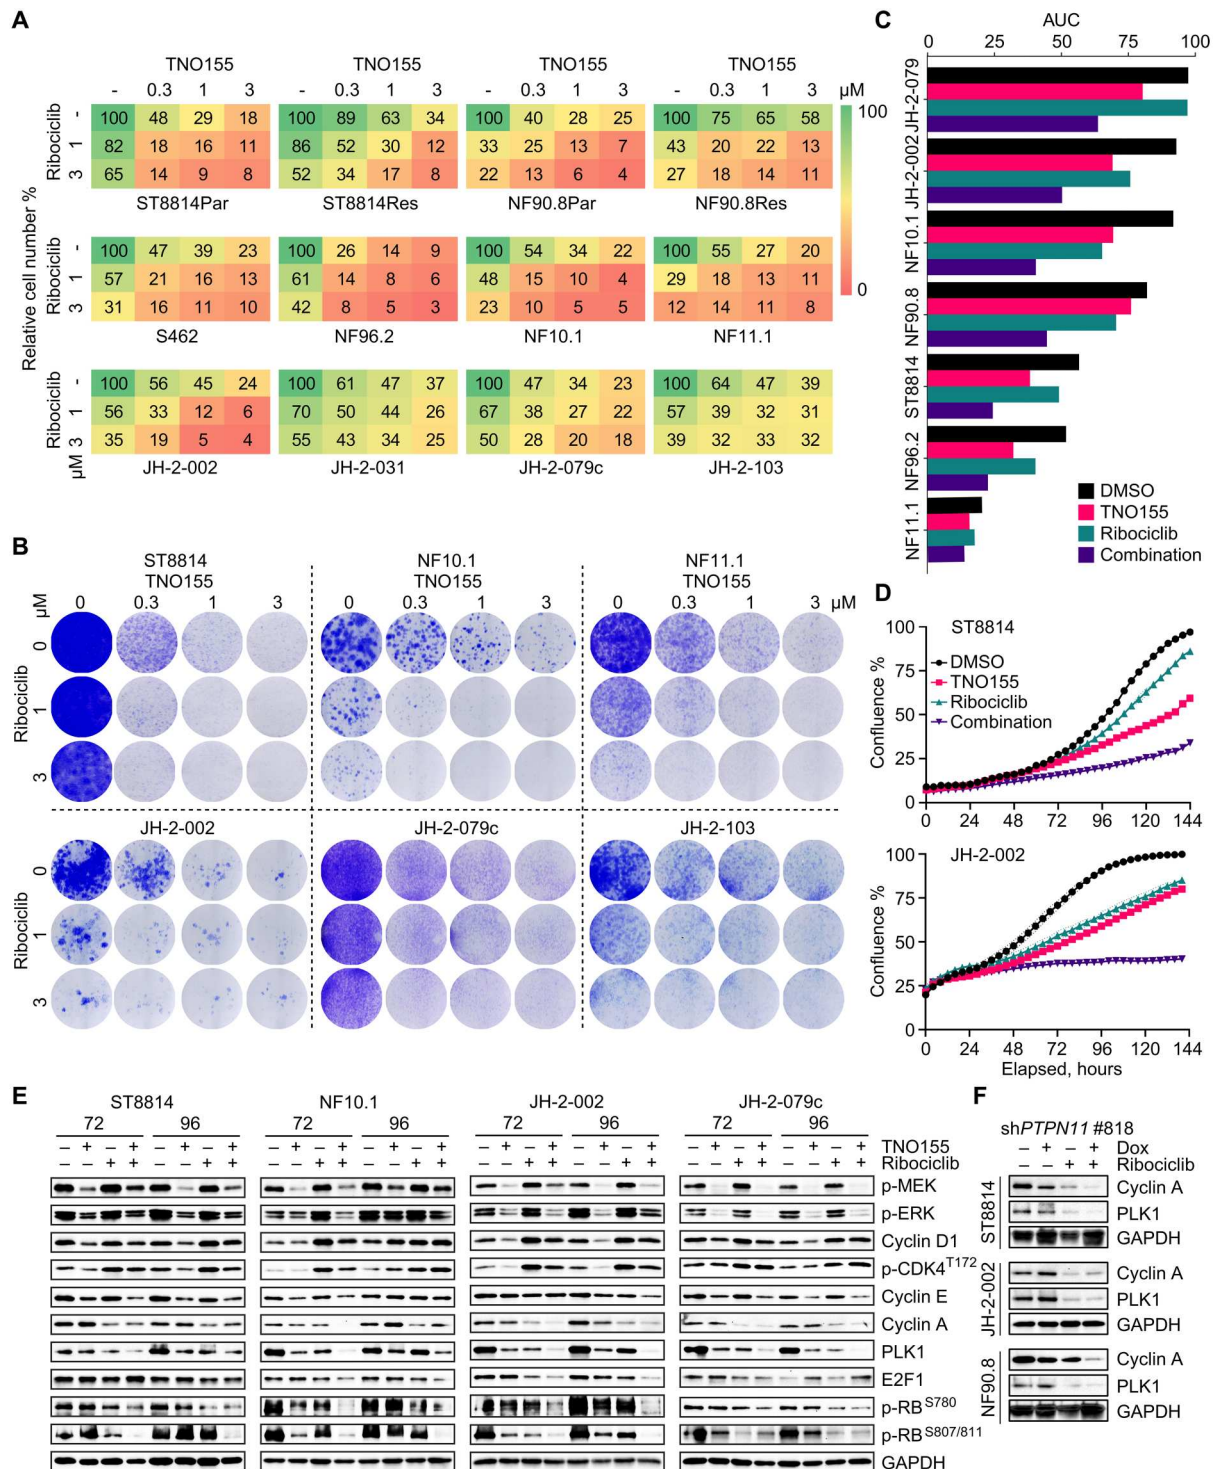 A
TNO155 TNO155 TNO155 TNO155
- 0.3 1 3 - 0.3 1 3 - 0.3 1 3 - 0.3 1 3 µM
Relative cell number %
Ribociclib
- 100 48 29 18 100 89 63 34 100 40 28 25 100 75 65 58
1 82 18 16 11 86 52 30 12 33 25 13 7 43 20 22 13
3 65 14 9 8 52 34 17 8 22 13 6 4 27 18 14 11
ST8814Par ST8814Res NF90.8Par NF90.8Res
100
0
Ribociclib
- 100 47 39 23 100 26 14 9 100 54 34 22 100 55 27 20
1 57 21 16 13 61 14 8 6 48 15 10 4 29 18 13 11
3 31 16 11 10 42 8 5 3 23 10 5 5 12 14 11 8
S462 NF96.2 NF10.1 NF11.1
Ribociclib
- 100 56 45 24 100 61 47 37 100 47 34 23 100 64 47 39
1 56 33 12 6 70 50 44 26 67 38 27 22 57 39 32 31
3 35 19 5 4 55 43 34 25 50 28 20 18 39 32 33 32
µM
JH-2-002 JH-2-031 JH-2-079c JH-2-103
B
ST8814 NF10.1 NF11.1
TNO155 TNO155 TNO155
µM 0 0.3 1 3 0 0.3 1 3 0 0.3 1 3 µM
Ribociclib
0
1
3
JH-2-002 JH-2-079c JH-2-103
Ribociclib
0
1
3
C
AUC
0 25 50 75 100
JH-2-079
JH-2-002
NF10.1
NF90.8
ST8814
NF96.2
NF11.1
DMSO
TNO155
Ribociclib
Combination
D
ST8814
Confluence %
100
75
50
25
0
DMSO
TNO155
Ribociclib
Combination
0 24 48 72 96 120 144
JH-2-002
Confluence %
100
75
50
25
0
0 24 48 72 96 120 144
Elapsed, hours
E
ST8814 NF10.1 JH-2-002 JH-2-079c
72 96 72 96 72 96 72 96
– + – + – + – + – + – + – + – + – + – + – + – + – + – + – + – + TNO155
– – + + – – + + – – + + – – + + – – + + – – + + – – + + – – + + Ribociclib
p-MEK
p-ERK
Cyclin D1
p-CDK4T172
Cyclin E
Cyclin A
PLK1
E2F1
p-RBS780
p-RBS807/811
GAPDH
F
shPTPN11 #818
– + – + Dox
– – + + Ribociclib
ST8814
Cyclin A
PLK1
GAPDH
JH-2-002
Cyclin A
PLK1
GAPDH
NF90.8
Cyclin A
PLK1
GAPDH